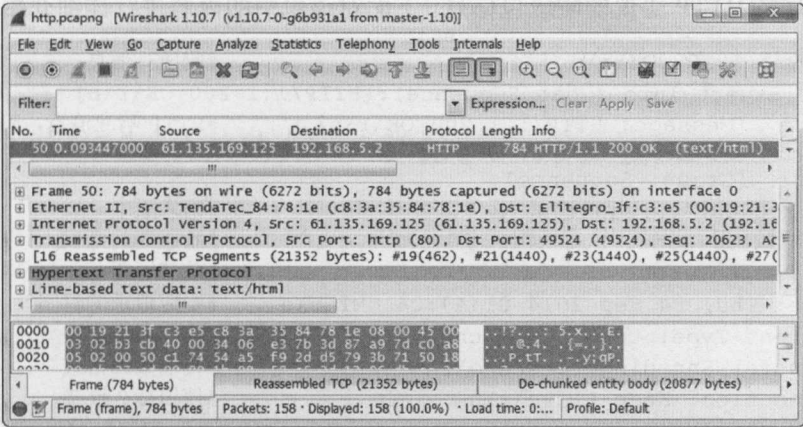 http.pcapng [Wireshark 1.10.7 (v1.10.7-0-g6b931a1 from master-1.10)]
File Edit View Go Capture Analyze Statistics Telephony Tools Internals Help
Filter: Expression... Clear Apply Save
No. Time Source Destination Protocol Length Info
50 0.093447000 61.135.169.125 192.168.5.2 HTTP 784 HTTP/1.1 200 OK (text/html)
Frame 50: 784 bytes on wire (6272 bits), 784 bytes captured (6272 bits) on interface 0
Ethernet II, Src: TendaTec_84:78:1e (c8:3a:35:84:78:1e), Dst: Elitegro_3f:c3:e5 (00:19:21:3
Internet Protocol Version 4, Src: 61.135.169.125 (61.135.169.125), Dst: 192.168.5.2 (192.16
Transmission Control Protocol, Src Port: http (80), Dst Port: 49524 (49524), Seq: 20623, Ac
[16 Reassembled TCP Segments (21352 bytes): #19(462), #21(1440), #23(1440), #25(1440), #27(
Hypertext Transfer Protocol
Line-based text data: text/html
0000 00 19 21 3f c3 e5 c8 3a 35 84 78 1e 08 00 45 00 ..!?...: 5.x...E.
0010 03 02 b3 cb 40 00 34 06 e3 7b 3d 87 a9 7d c0 a8 ....@.4. .{=..}..
0020 05 02 00 50 c1 74 54 a5 f9 2d d5 79 3b 71 50 18 ...P.tT. .-.y;qP.
Frame (784 bytes) Reassembled TCP (21352 bytes) De-chunked entity body (20877 bytes)
Frame (frame), 784 bytes Packets: 158 · Displayed: 158 (100.0%) · Load time: 0:... Profile: Default